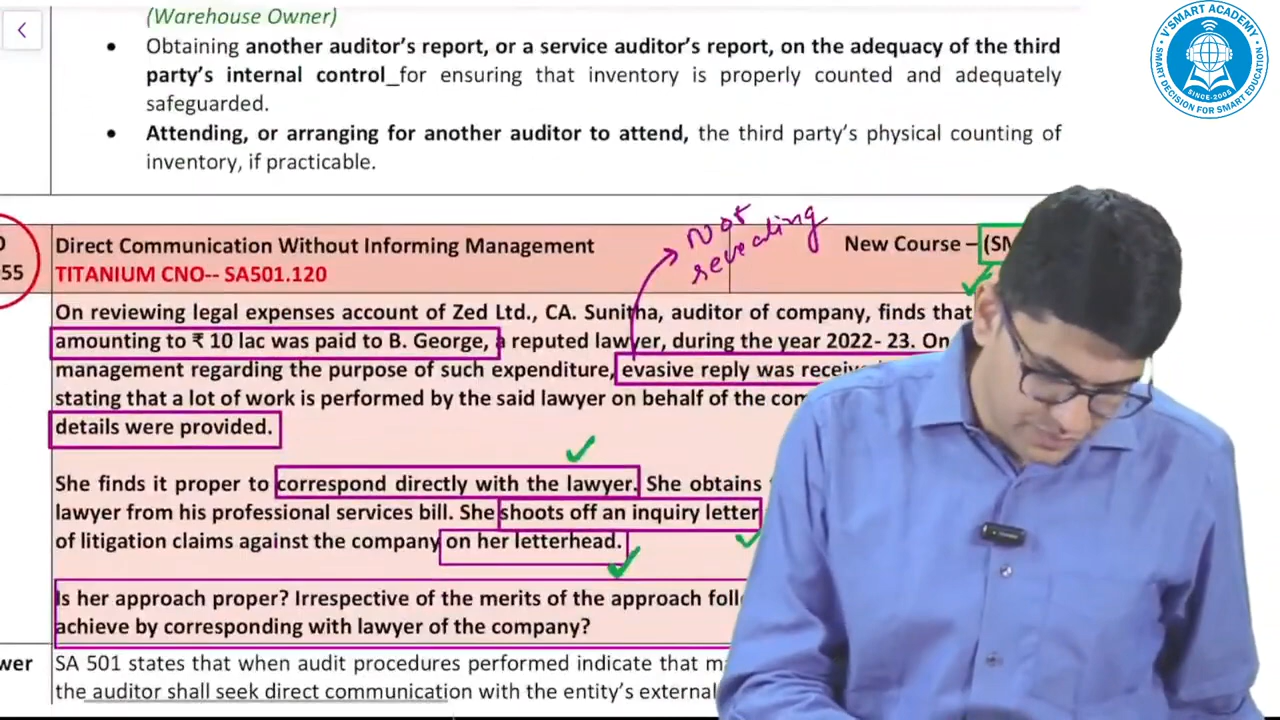 (Warehouse Owner)
• Obtaining another auditor's report, or a service auditor's report, on the adequacy of the third
party's internal control_for ensuring that inventory is properly counted and adequately
safeguarded.
• Attending, or arranging for another auditor to attend, the third party's physical counting of
inventory, if practicable.
V'SMART ACADEMY
SMART DECISION FOR SMART EDUCATION
SINCE-2005
55
Not
revealing
Direct Communication Without Informing Management
New Course –
TITANIUM CNO-- SA501.120
On reviewing legal expenses account of Zed Ltd., CA. Sunitha, auditor of company, finds that
amounting to ₹ 10 lac was paid to B. George, a reputed lawyer, during the year 2022- 23. On
management regarding the purpose of such expenditure, evasive reply was
stating that a lot of work is performed by the said lawyer on behalf of the
details were provided.
She finds it proper to correspond directly with the lawyer. She obtains
lawyer from his professional services bill. She shoots off an inquiry letter
of litigation claims against the company on her letterhead.
Is her approach proper? Irrespective of the merits of the approach
achieve by corresponding with lawyer of the company?
SA 501 states that when audit procedures performed indicate that
the auditor shall seek direct communication with the entity's external